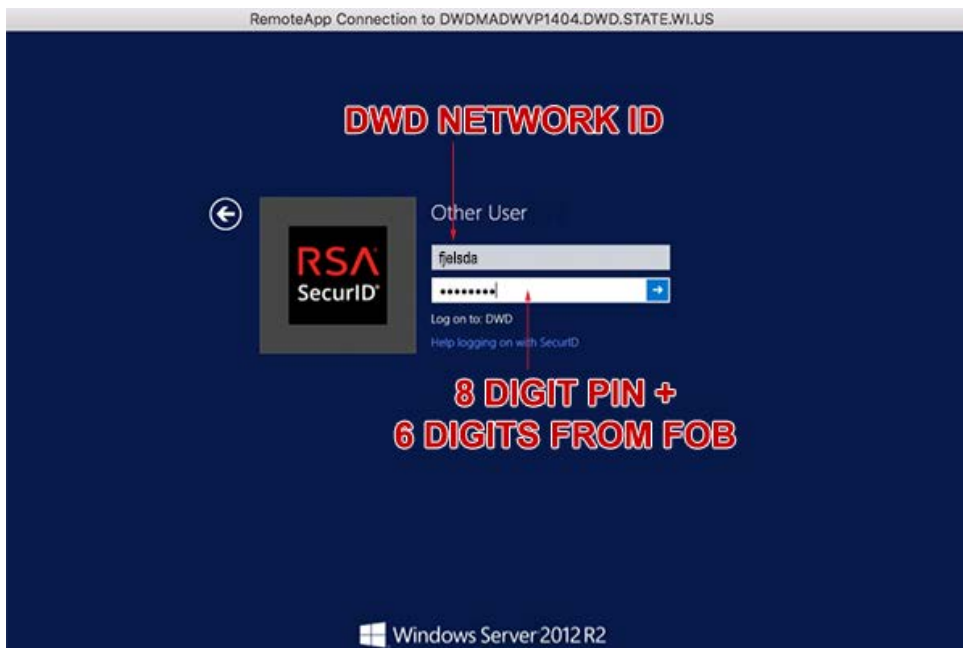 RemoteApp Connection to DWDMADWVP1404.DWD.STATE.WI.US
DWD NETWORK ID
Other User
RSA
SecurID
fjelsda
Log on to: DWD
Help logging on with SecurID
8 DIGIT PIN +
6 DIGITS FROM FOB
Windows Server 2012 R2